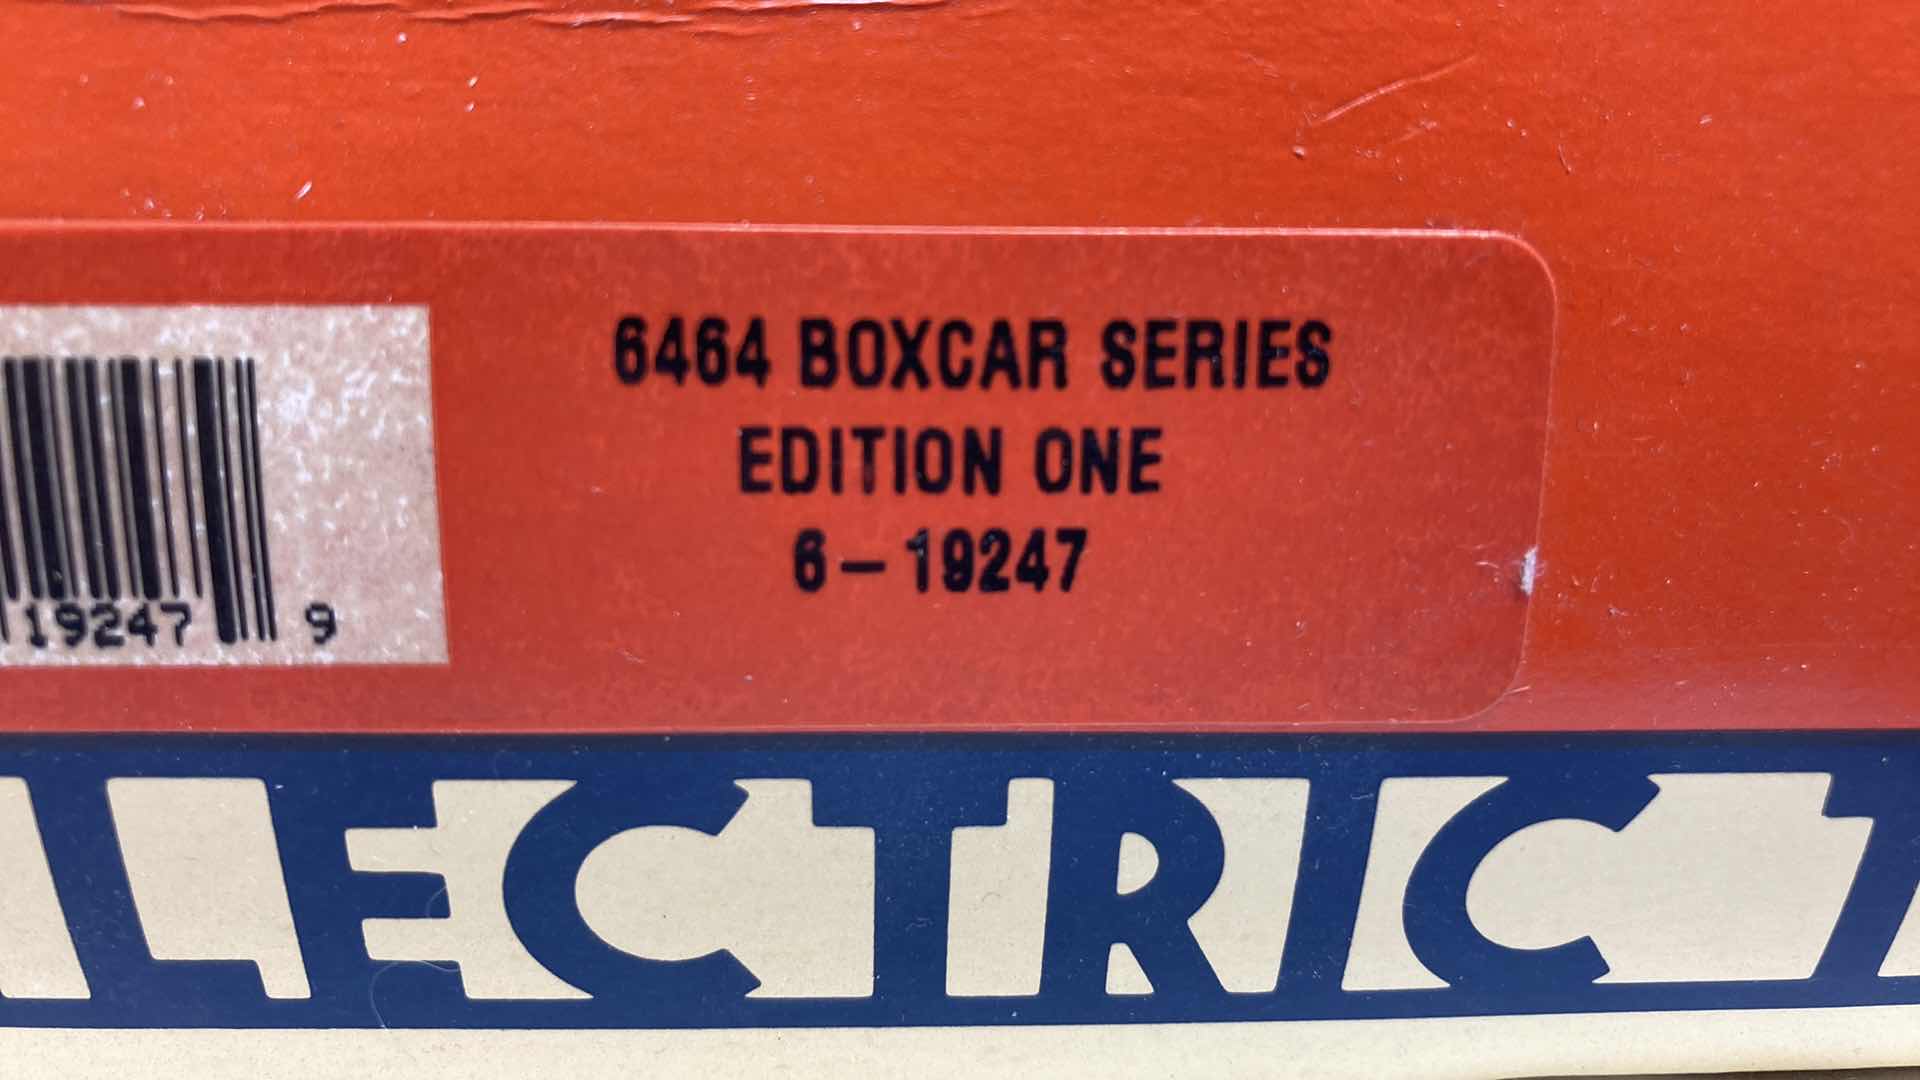 6464 BOXCAR SERIES
EDITION ONE
6-19247
19247 9
LECTRIC